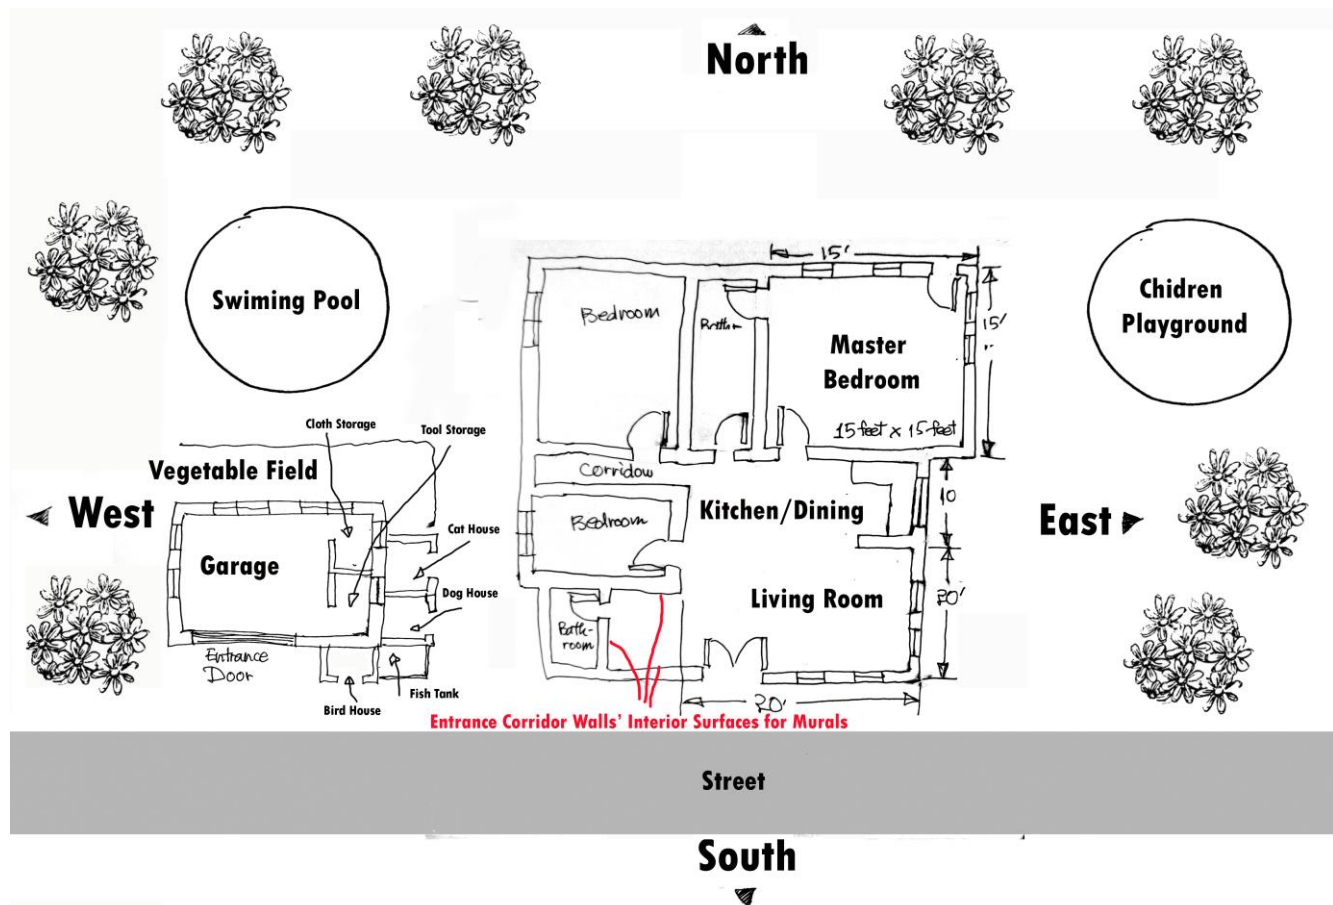 North
15'
Swiming Pool
Bedroom
Master
Bedroom
15 feet x 15 feet
15'
Chidren
Playground
Cloth Storage
Tool Storage
Vegetable Field
West
Garage
Cat House
Dog House
Entrance
Door
Bird House
Fish Tank
Corridow
Bedroom
Kitchen/Dining
10
East
Living Room
20'
Bath-
room
20'
Entrance Corridor Walls' Interior Surfaces for Murals
Street
South